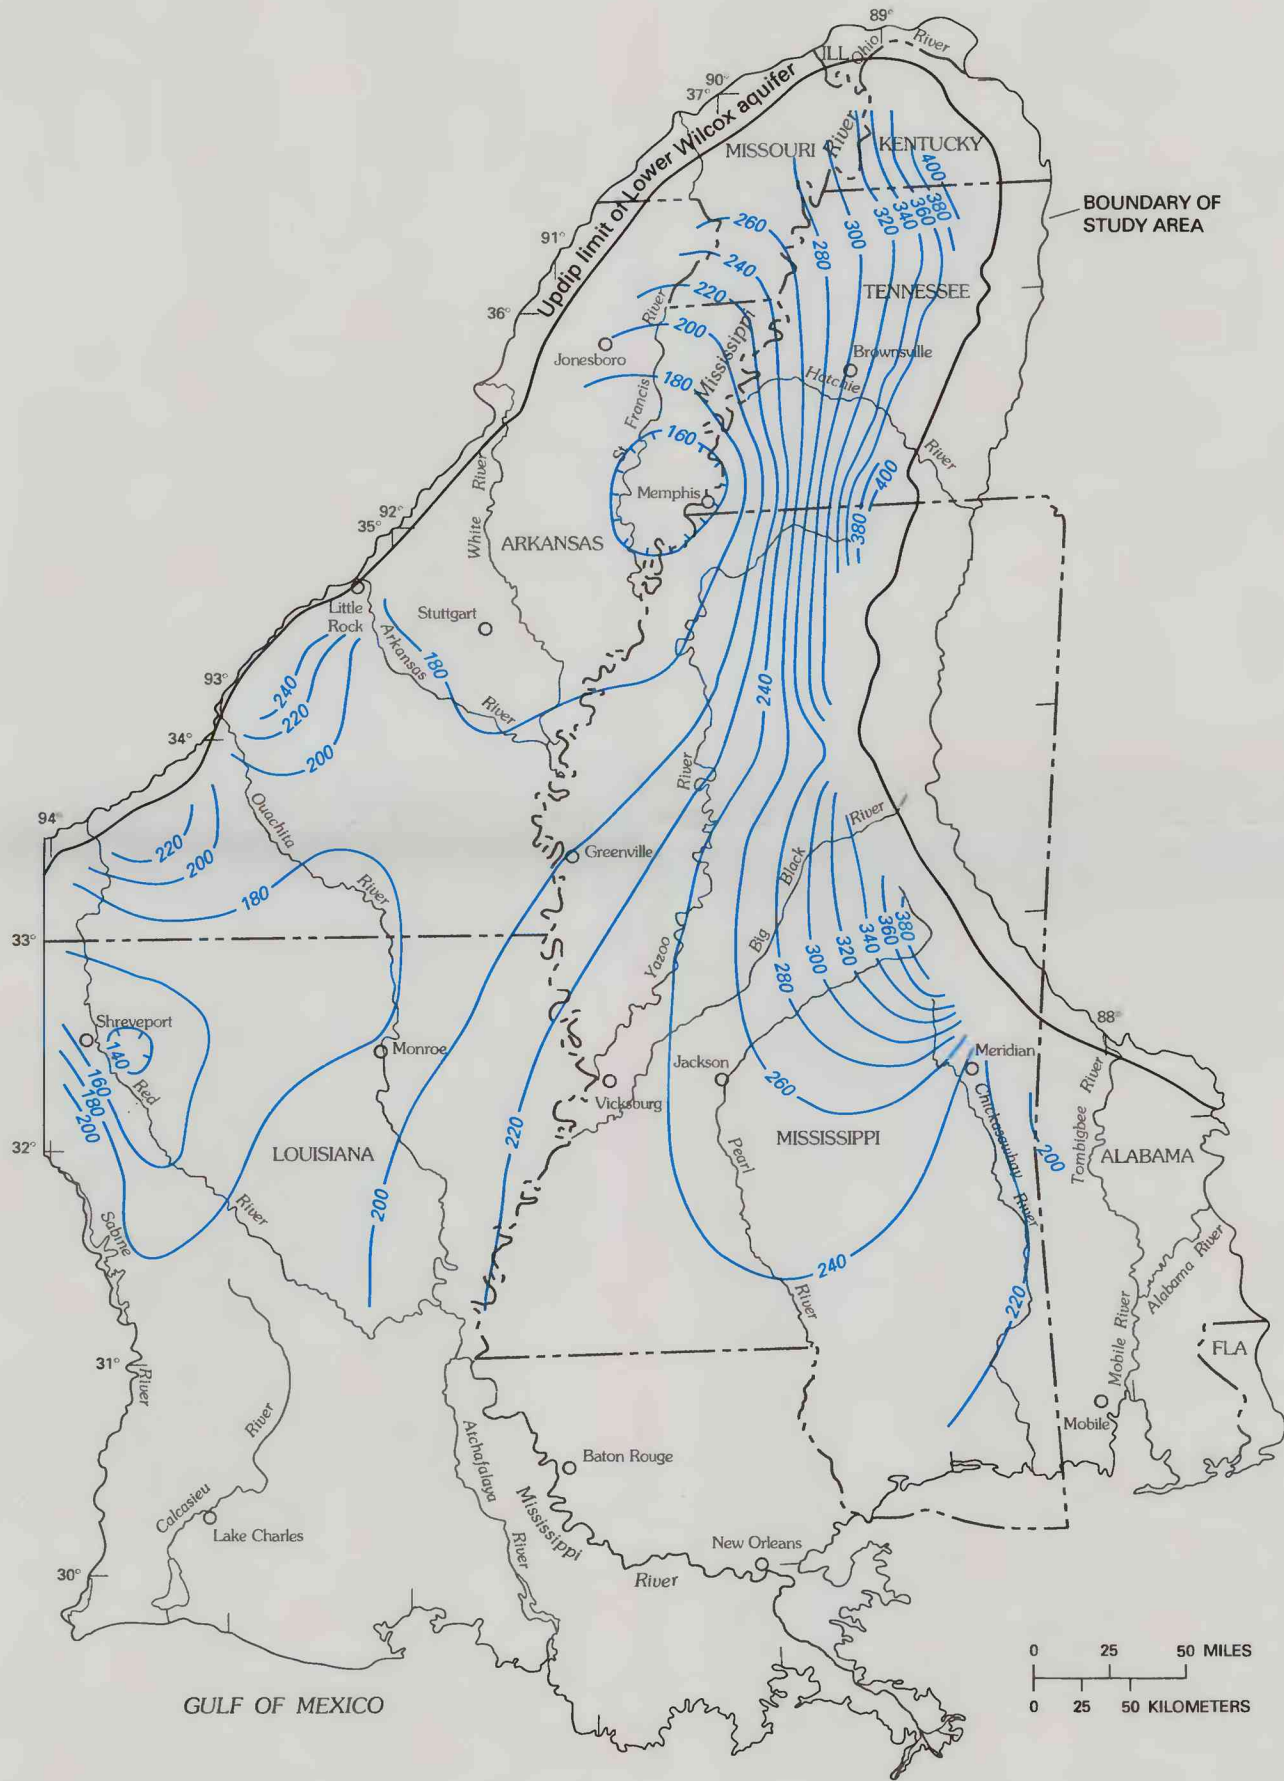 89°
ILL
Ohio
River
90°
37°
Updip limit of Lower Wilcox aquifer
MISSOURI
River
KENTUCKY
400
380
360
340
320
300
280
BOUNDARY OF
STUDY AREA
91°
260
240
220
200
180
160
TENNESSEE
36°
River
Mississippi
Jonesboro
Brownsville
Hatchie
River
St. Francis
Memphis
400
380
White
River
92°
35°
ARKANSAS
Little
Rock
Stuttgart
Arkansas
River
180
93°
240
220
200
34°
240
River
Ouachita
River
94°
220
200
180
Greenville
River
Black
Big
Yazoo
380
360
340
320
300
280
260
33°
88°
Shreveport
140
Red
160
180
200
Monroe
Jackson
Vicksburg
Meridian
Chickasawhay
River
200
Tombigbee
River
32°
LOUISIANA
MISSISSIPPI
ALABAMA
Pearl
River
220
200
River
Sabine
River
240
220
Alabama River
Mobile River
FLA
31°
River
Atchafalaya
River
Mobile
Baton Rouge
Calcasieu
Lake Charles
Mississippi
River
New Orleans
30°
GULF OF MEXICO
0 25 50 MILES
0 25 50 KILOMETERS